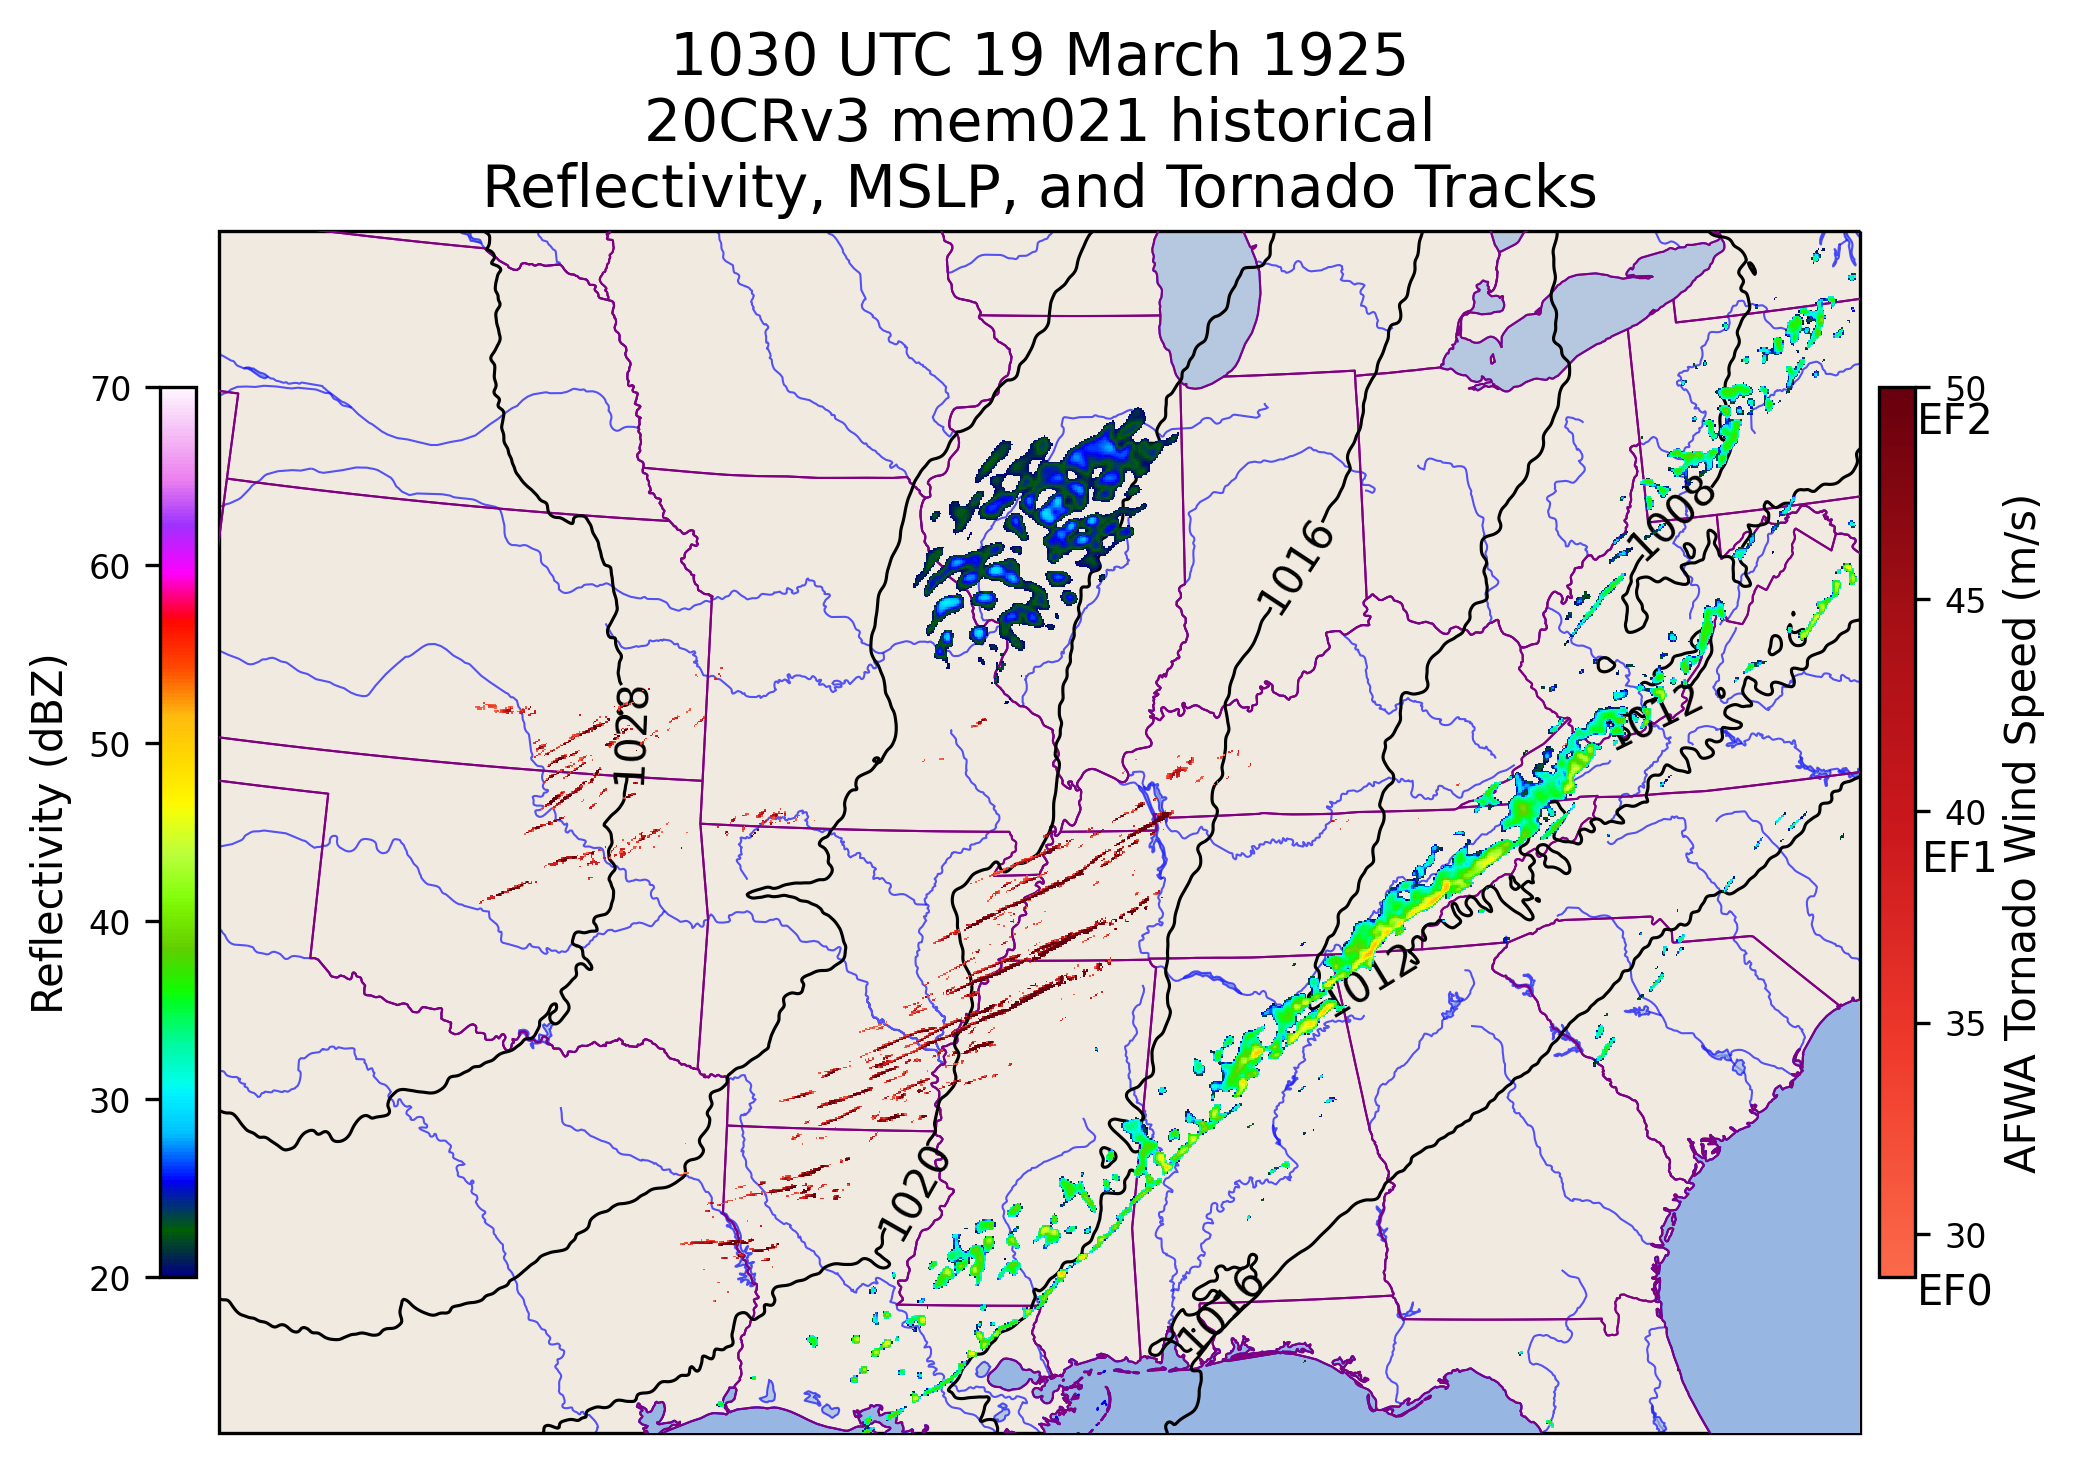 1030 UTC 19 March 1925
20CRv3 mem021 historical
Reflectivity, MSLP, and Tornado Tracks
70
60
50
40
30
20
Reflectivity (dBZ)
1028
1016
1008
1012
1012
1020
1016
50
EF2
45
40
EF1
35
30
EF0
AFWA Tornado Wind Speed (m/s)